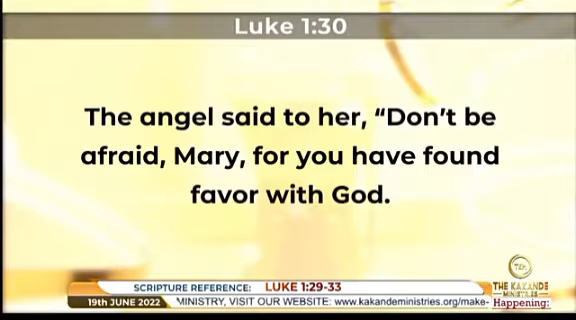 Luke 1:30
The angel said to her, “Don’t be
afraid, Mary, for you have found
favor with God.
SCRIPTURE REFERENCE: LUKE 1:29-33
THE KAKANDE
MINISTRIES
19th JUNE 2022 MINISTRY, VISIT OUR WEBSITE: www.kakandeministries.org/make- Happening: